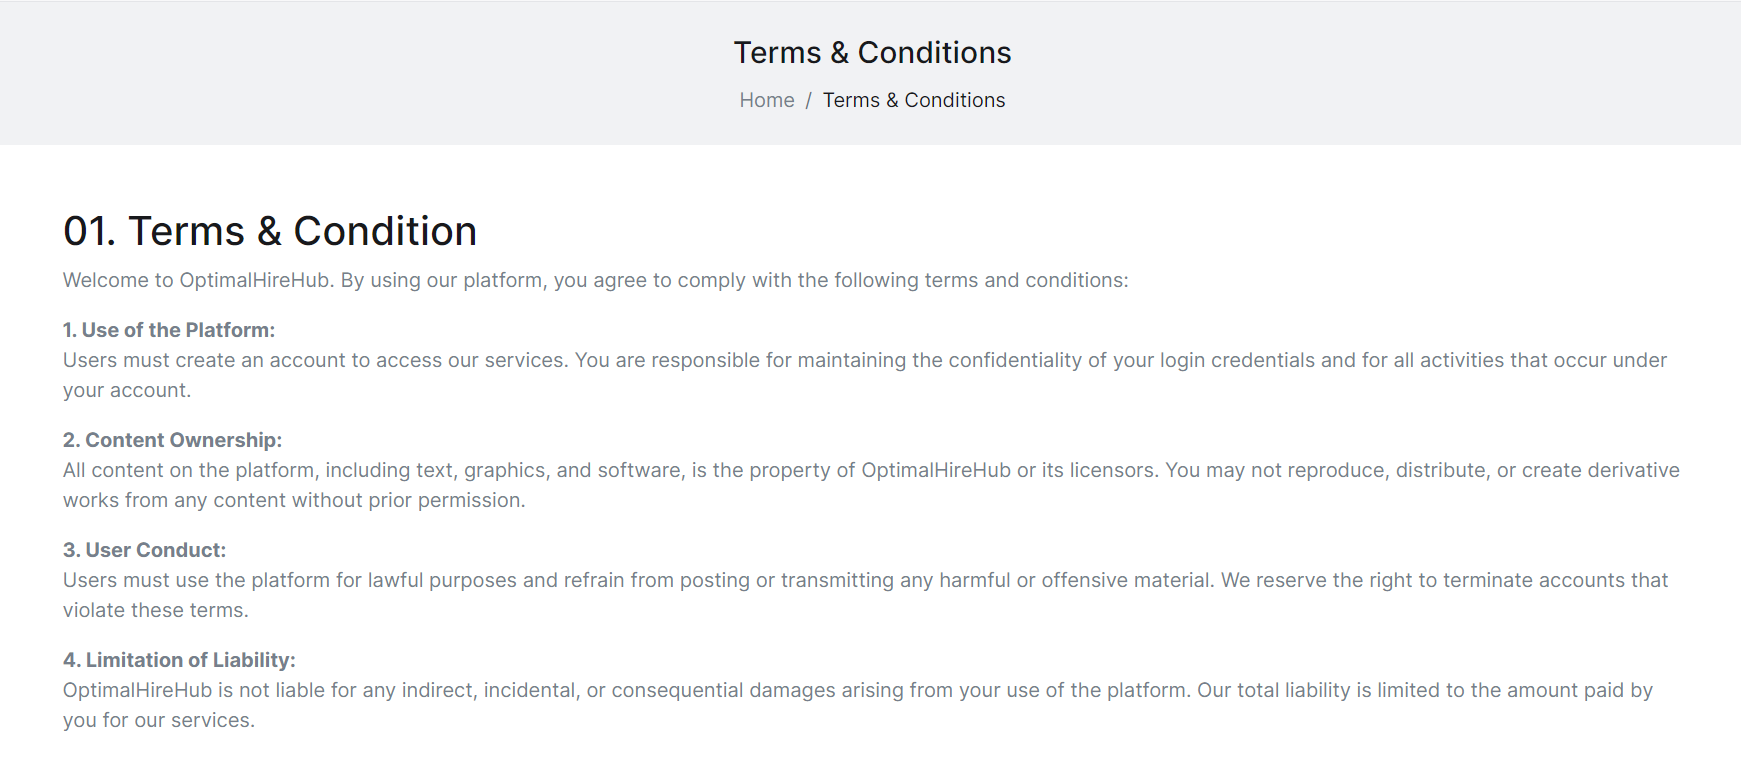 Terms & Conditions
Home / Terms & Conditions
01. Terms & Condition
Welcome to OptimalHireHub. By using our platform, you agree to comply with the following terms and conditions:
1. Use of the Platform:
Users must create an account to access our services. You are responsible for maintaining the confidentiality of your login credentials and for all activities that occur under
your account.
2. Content Ownership:
All content on the platform, including text, graphics, and software, is the property of OptimalHireHub or its licensors. You may not reproduce, distribute, or create derivative
works from any content without prior permission.
3. User Conduct:
Users must use the platform for lawful purposes and refrain from posting or transmitting any harmful or offensive material. We reserve the right to terminate accounts that
violate these terms.
4. Limitation of Liability:
OptimalHireHub is not liable for any indirect, incidental, or consequential damages arising from your use of the platform. Our total liability is limited to the amount paid by
you for our services.